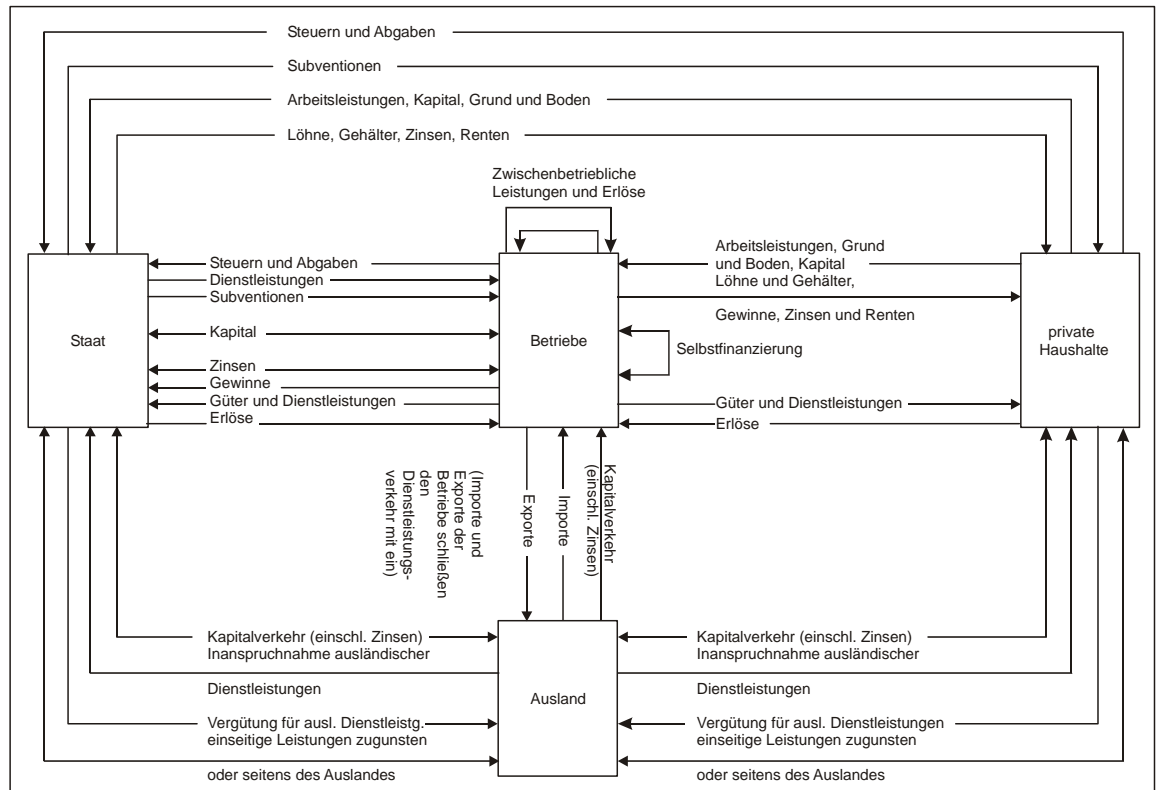 Steuern und Abgaben
Subventionen
Arbeitsleistungen, Kapital, Grund und Boden
Löhne, Gehälter, Zinsen, Renten
Zwischenbetriebliche
Leistungen und Erlöse
Steuern und Abgaben
Dienstleistungen
Subventionen
Kapital
Zinsen
Gewinne
Güter und Dienstleistungen
Erlöse
Staat
Betriebe
Arbeitsleistungen, Grund
und Boden, Kapital
Löhne und Gehälter,
Gewinne, Zinsen und Renten
Selbstfinanzierung
Güter und Dienstleistungen
Erlöse
private
Haushalte
(Importe und
Exporte der
Betriebe schließen
den
Dienstleistungs-
verkehr mit ein)
Exporte
Importe
Kapitalverkehr
(einschl. Zinsen)
Kapitalverkehr (einschl. Zinsen)
Inanspruchnahme ausländischer
Dienstleistungen
Vergütung für ausl. Dienstleistg.
einseitige Leistungen zugunsten
oder seitens des Auslandes
Ausland
Kapitalverkehr (einschl. Zinsen)
Inanspruchnahme ausländischer
Dienstleistungen
Vergütung für ausl. Dienstleistungen
einseitige Leistungen zugunsten
oder seitens des Auslandes